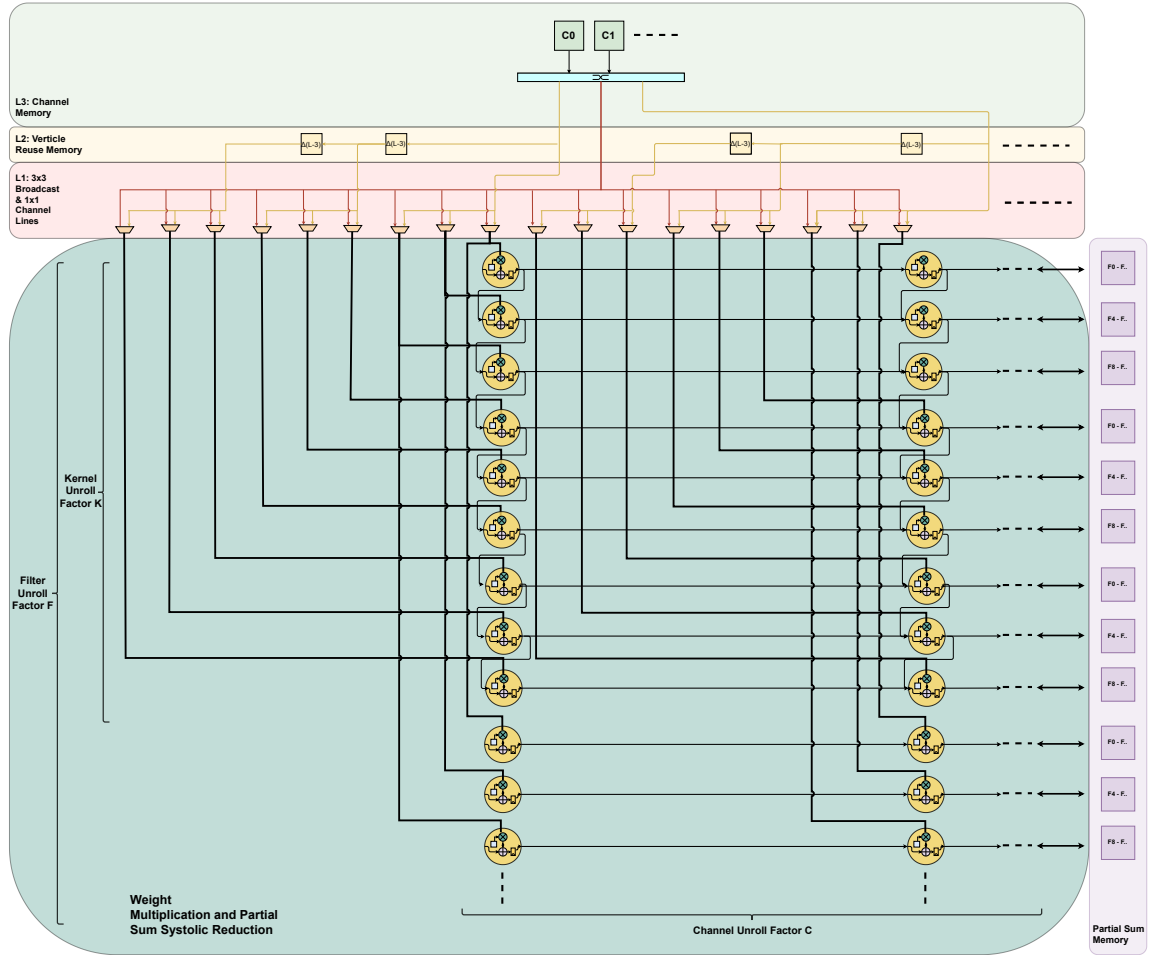 C0
C1
L3: Channel
Memory
L2: Verticle
Reuse Memory
Δ(L-3)
Δ(L-3)
Δ(L-3)
Δ(L-3)
L1: 3x3
Broadcast
& 1x1
Channel
Lines
F0 - F..
F4 - F..
F8 - F..
F0 - F..
F4 - F..
F8 - F..
F0 - F..
F4 - F..
F8 - F..
F0 - F..
F4 - F..
F8 - F..
Kernel
Unroll
Factor K
Filter
Unroll
Factor F
Weight
Multiplication and Partial
Sum Systolic Reduction
Channel Unroll Factor C
Partial Sum
Memory